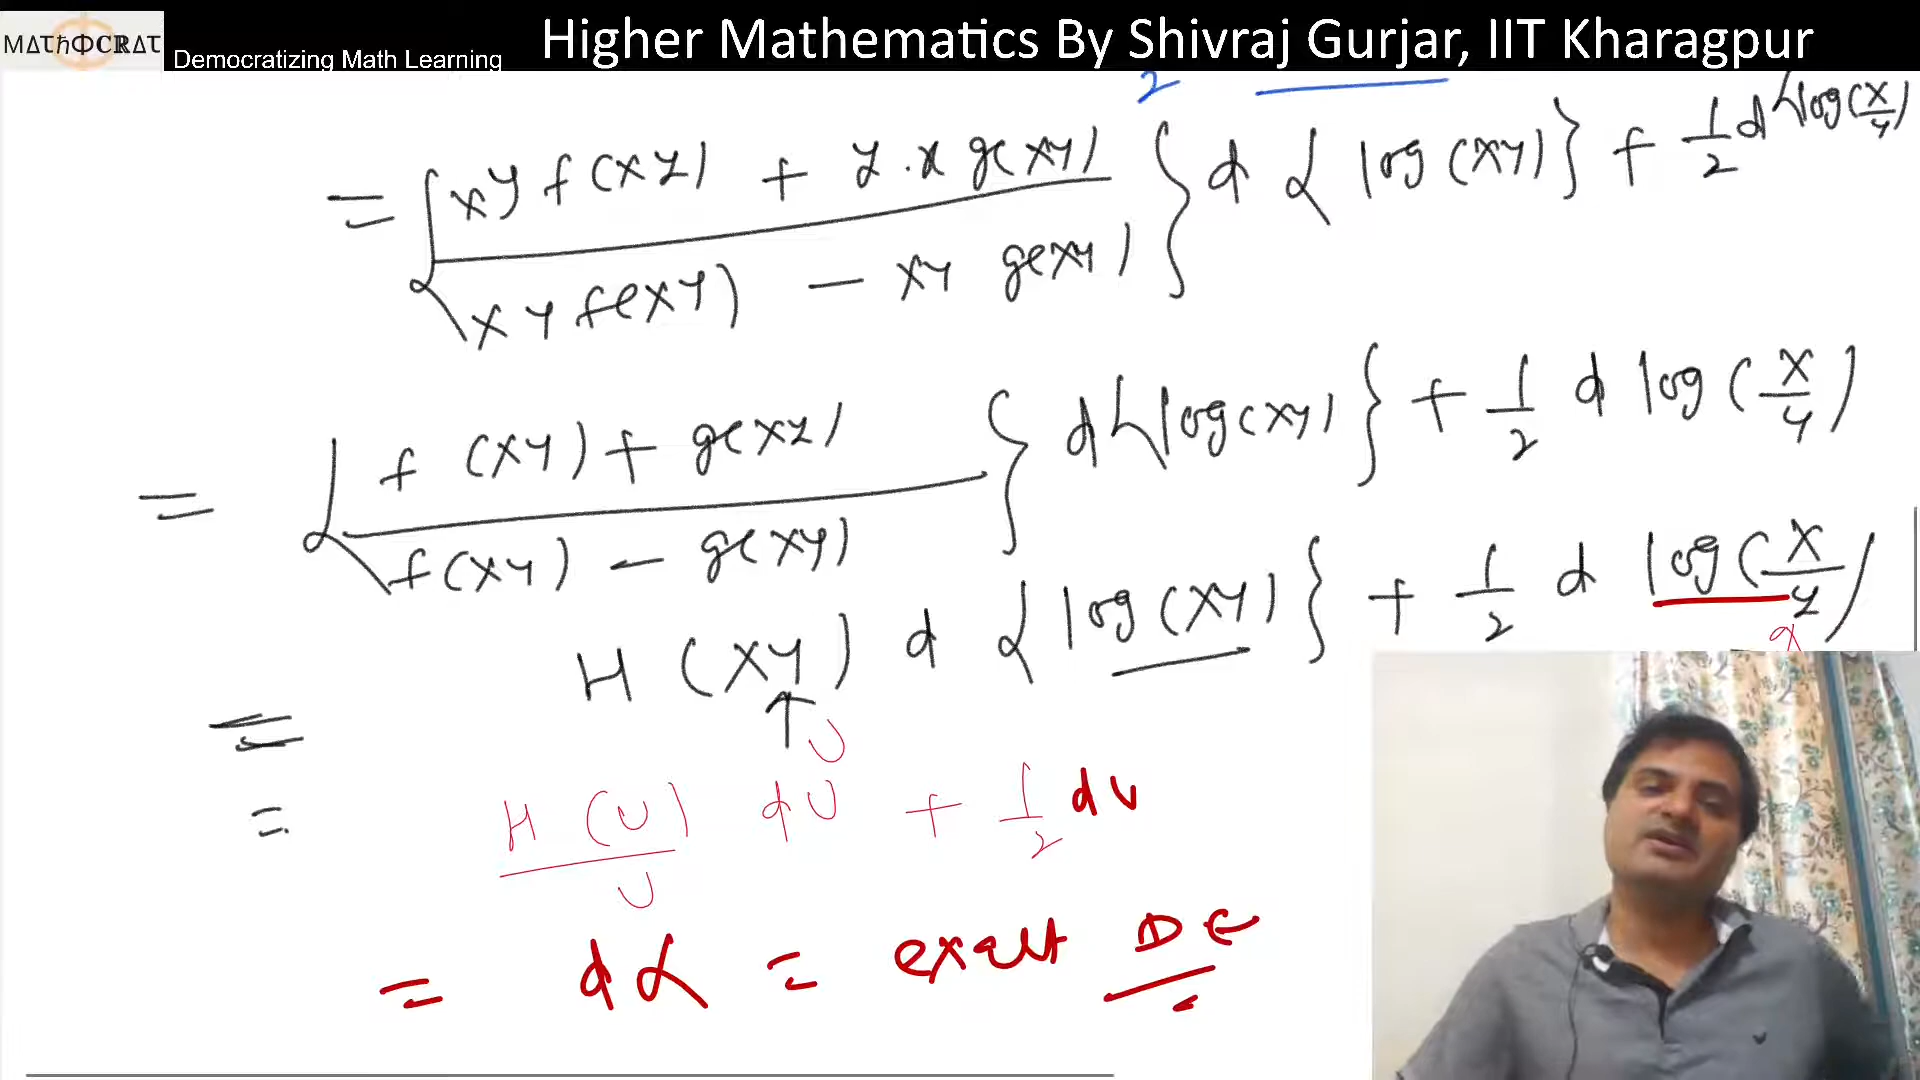 MΔTℏΦCRΔT
Democratizing Math Learning
Higher Mathematics By Shivraj Gurjar, IIT Kharagpur
2
= { xy f(xy) + y.x g(xy) / xy f(xy) - xy g(xy) } d { log(xy) } + 1/2 d { log(x/y)
= { f(xy) + g(xy) / f(xy) - g(xy) } d { log(xy) } + 1/2 d log(x/y)
= H(xy) d { log(xy) } + 1/2 d log(x/y)
↑ U
= H(U)/U dU + 1/2 dv
= dα = exact DE